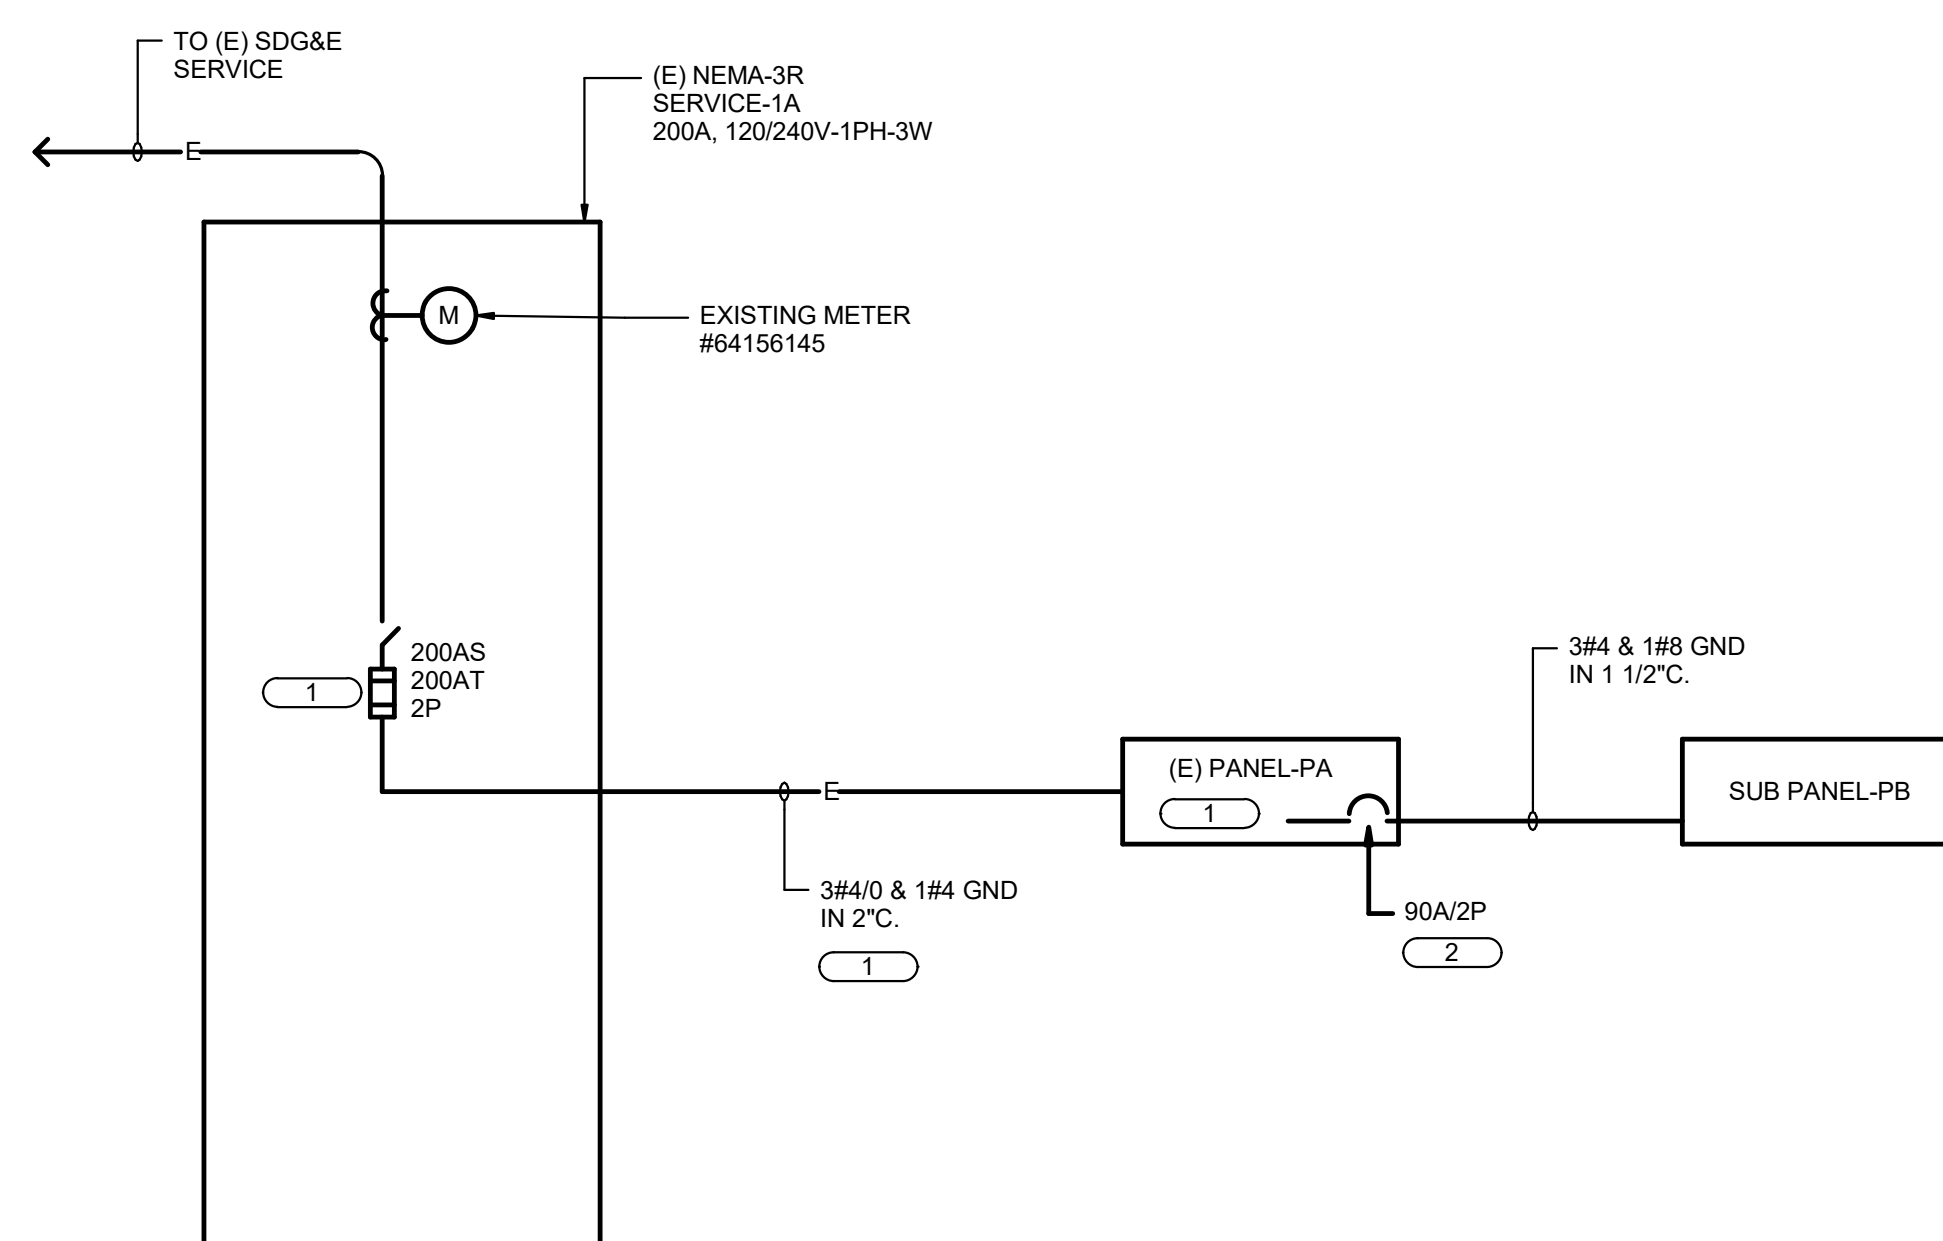 TO (E) SDG&E
SERVICE
(E) NEMA-3R
SERVICE-1A
200A, 120/240V-1PH-3W
E
M
EXISTING METER
#64156145
200AS
200AT
2P
1
E
3#4/0 & 1#4 GND
IN 2"C.
1
(E) PANEL-PA
1
90A/2P
2
3#4 & 1#8 GND
IN 1 1/2"C.
SUB PANEL-PB